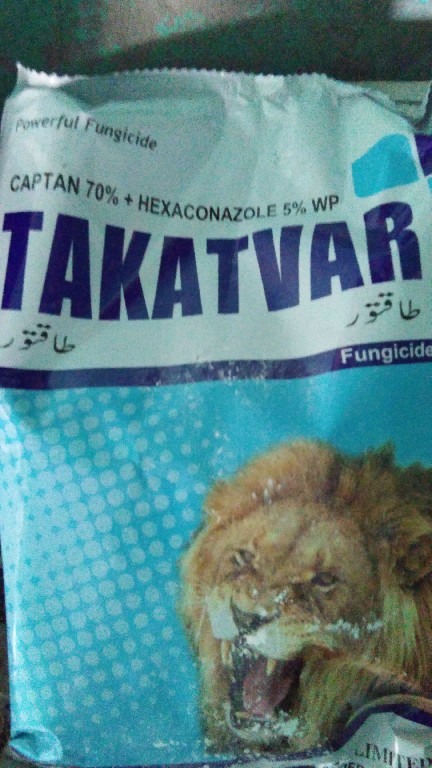 Powerful Fungicide
CAPTAN 70% + HEXACONAZOLE 5% WP
TAKATVAR
طاقتور
طاقتور
Fungicide
LIMITED